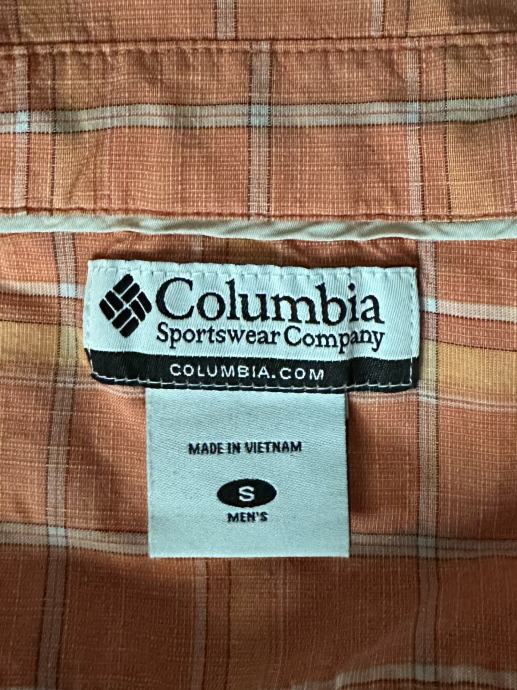 Columbia
Sportswear Company
COLUMBIA.COM
MADE IN VIETNAM
S
MEN'S